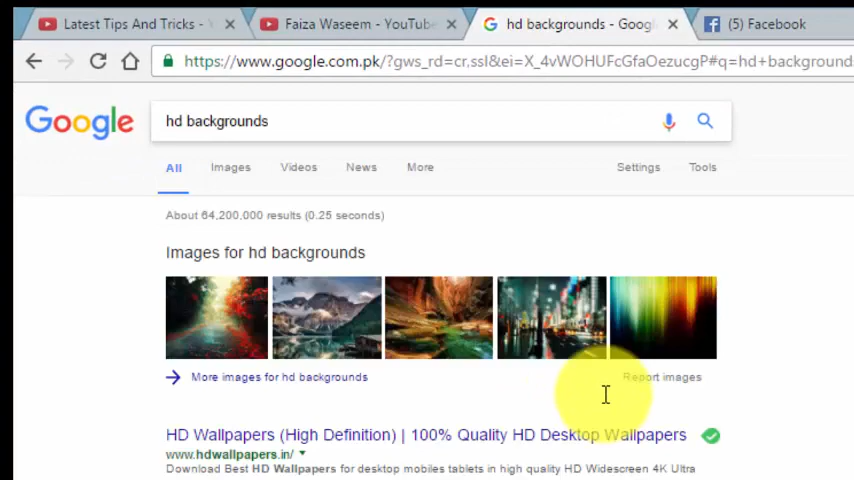 Latest Tips And Tricks -
Faiza Waseem - YouTube
hd backgrounds - Googl
(5) Facebook
https://www.google.com.pk/?gws_rd=cr,ssl&ei=X_4vWOHUFcGfaOezucgP#q=hd+backgrounds
Google
hd backgrounds
All Images Videos News More Settings Tools
About 64,200,000 results (0.25 seconds)
Images for hd backgrounds
More images for hd backgrounds
Report images
HD Wallpapers (High Definition) | 100% Quality HD Desktop Wallpapers
www.hdwallpapers.in/
Download Best HD Wallpapers for desktop mobiles tablets in high quality HD Widescreen 4K Ultra